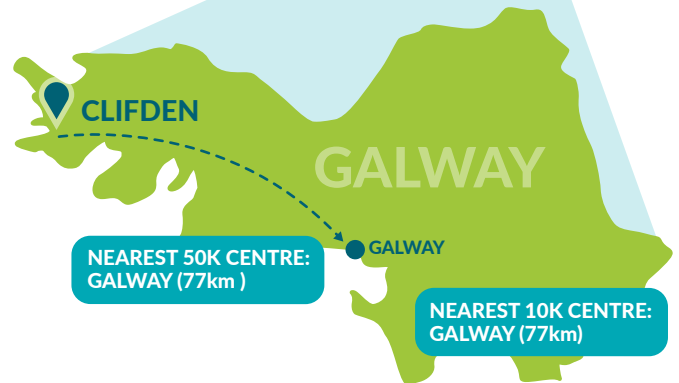 CLIFDEN
GALWAY
GALWAY
NEAREST 50K CENTRE:
GALWAY (77km )
NEAREST 10K CENTRE:
GALWAY (77km)